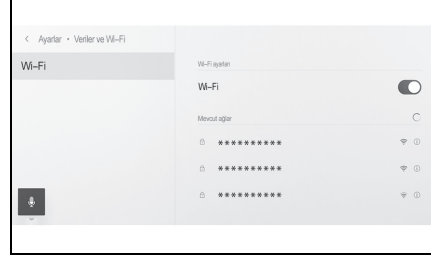 Ayarlar • Veriler ve Wi-Fi
Wi-Fi
Wi-Fi ayarları
Wi-Fi
Mevcut ağlar
**********
**********
**********